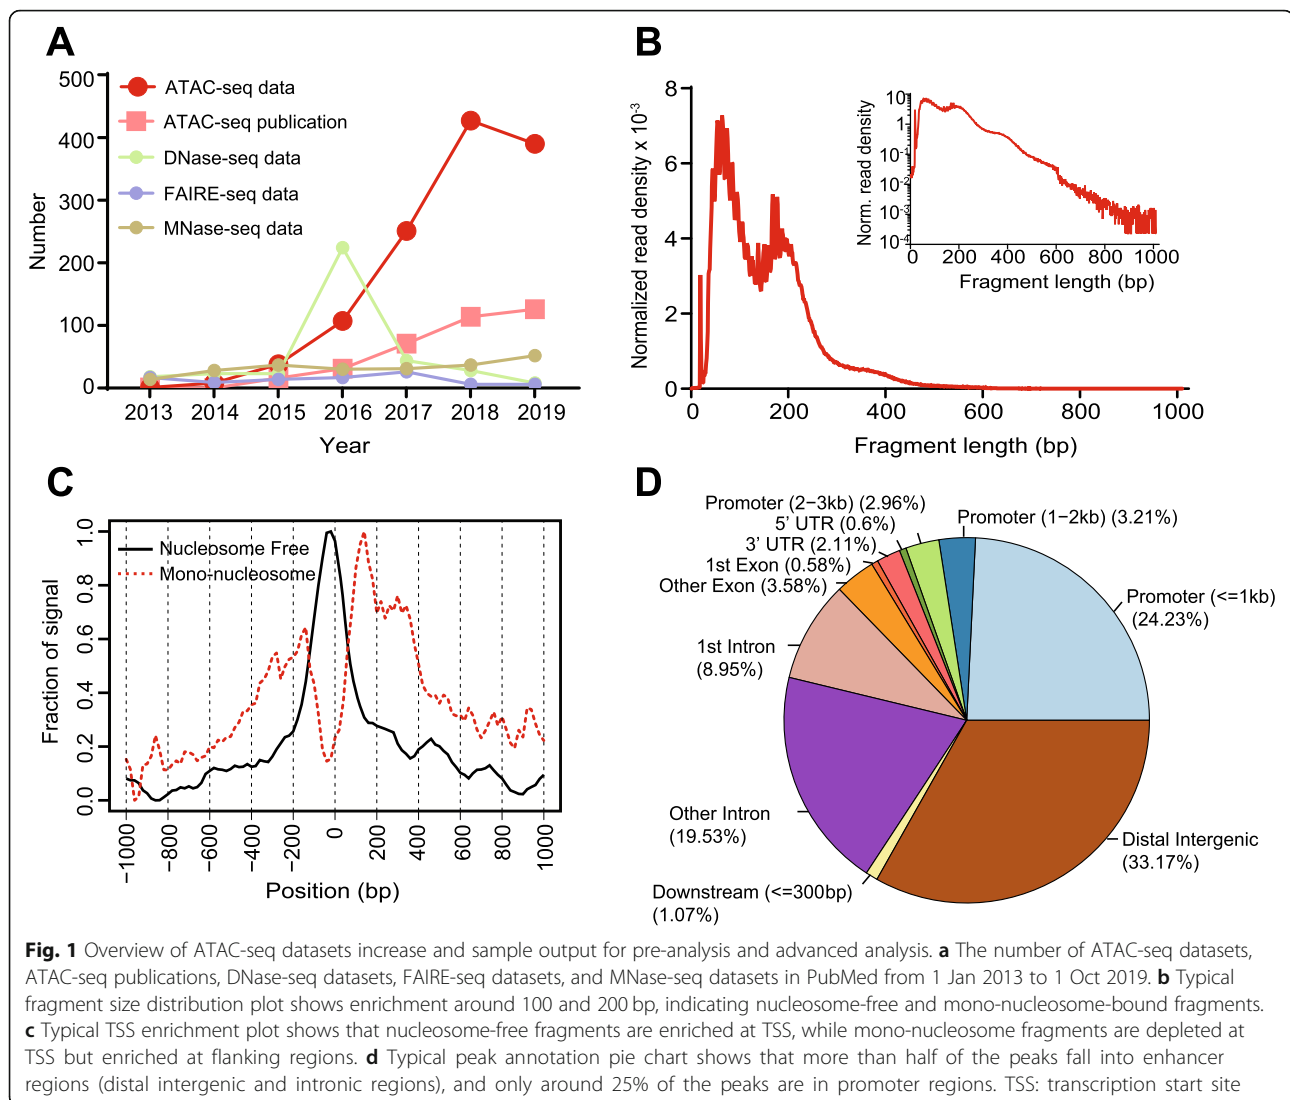 A
500
400
300
200
100
0
Number
ATAC-seq data
ATAC-seq publication
DNase-seq data
FAIRE-seq data
MNase-seq data
2013 2014 2015 2016 2017 2018 2019
Year
B
8
6
4
2
0
Normalized read density x 10-3
0 200 400 600 800 1000
Fragment length (bp)
10
1
10-1
10-2
10-3
10-4
Norm. read density
0 200 400 600 800 1000
Fragment length (bp)
C
1.0
0.8
0.6
0.4
0.2
0.0
Fraction of signal
Nuclepsome Free
Mono-nucleosome
−1000 −800 −600 −400 −200 0 200 400 600 800 1000
Position (bp)
D
Promoter (2−3kb) (2.96%)
5’ UTR (0.6%)
3’ UTR (2.11%)
1st Exon (0.58%)
Other Exon (3.58%)
1st Intron
(8.95%)
Other Intron
(19.53%)
Downstream (<=300bp)
(1.07%)
Promoter (1−2kb) (3.21%)
Promoter (<=1kb)
(24.23%)
Distal Intergenic
(33.17%)
Fig. 1 Overview of ATAC-seq datasets increase and sample output for pre-analysis and advanced analysis. a The number of ATAC-seq datasets,
ATAC-seq publications, DNase-seq datasets, FAIRE-seq datasets, and MNase-seq datasets in PubMed from 1 Jan 2013 to 1 Oct 2019. b Typical
fragment size distribution plot shows enrichment around 100 and 200 bp, indicating nucleosome-free and mono-nucleosome-bound fragments.
c Typical TSS enrichment plot shows that nucleosome-free fragments are enriched at TSS, while mono-nucleosome fragments are depleted at
TSS but enriched at flanking regions. d Typical peak annotation pie chart shows that more than half of the peaks fall into enhancer
regions (distal intergenic and intronic regions), and only around 25% of the peaks are in promoter regions. TSS: transcription start site